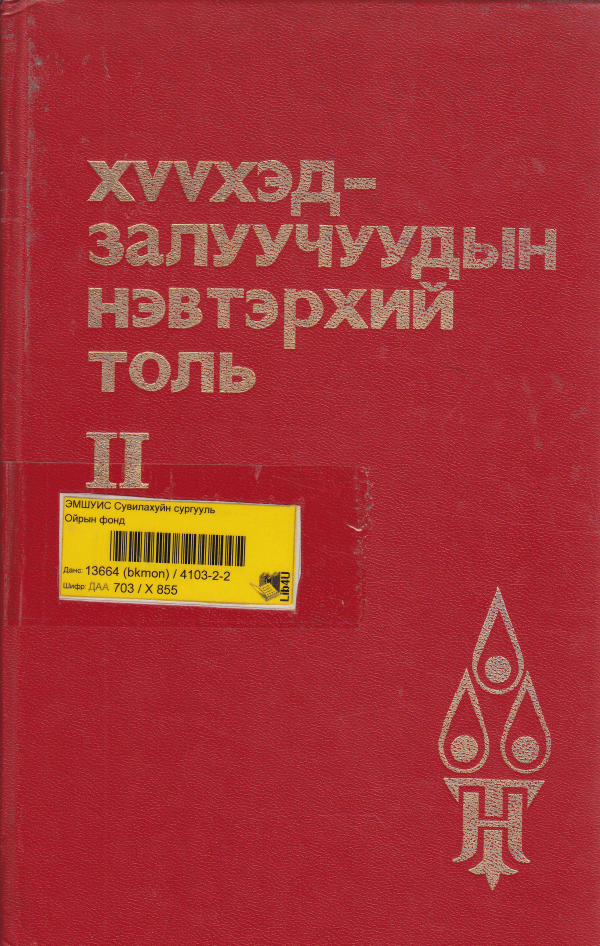 ХҮҮХЭД-
ЗАЛУУЧУУДЫН
НЭВТЭРХИЙ
ТОЛЬ
II
ЭМШУИС Сувилахуйн сургууль
Ойрын фонд
Данс: 13664 (bkmon) / 4103-2-2
Шифр: ДАА 703 / Х 855
Lib4U
НТ